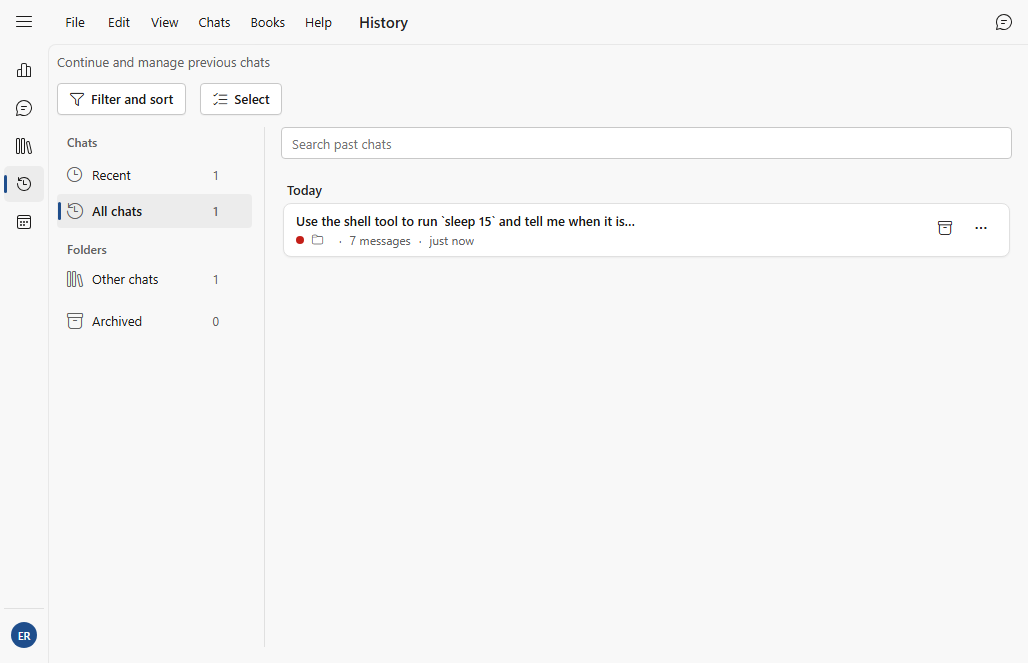 File Edit View Chats Books Help History
Continue and manage previous chats
Filter and sort Select
Chats
Recent 1
All chats 1
Folders
Other chats 1
Archived 0
Search past chats
Today
Use the shell tool to run `sleep 15` and tell me when it is...
· 7 messages · just now
ER